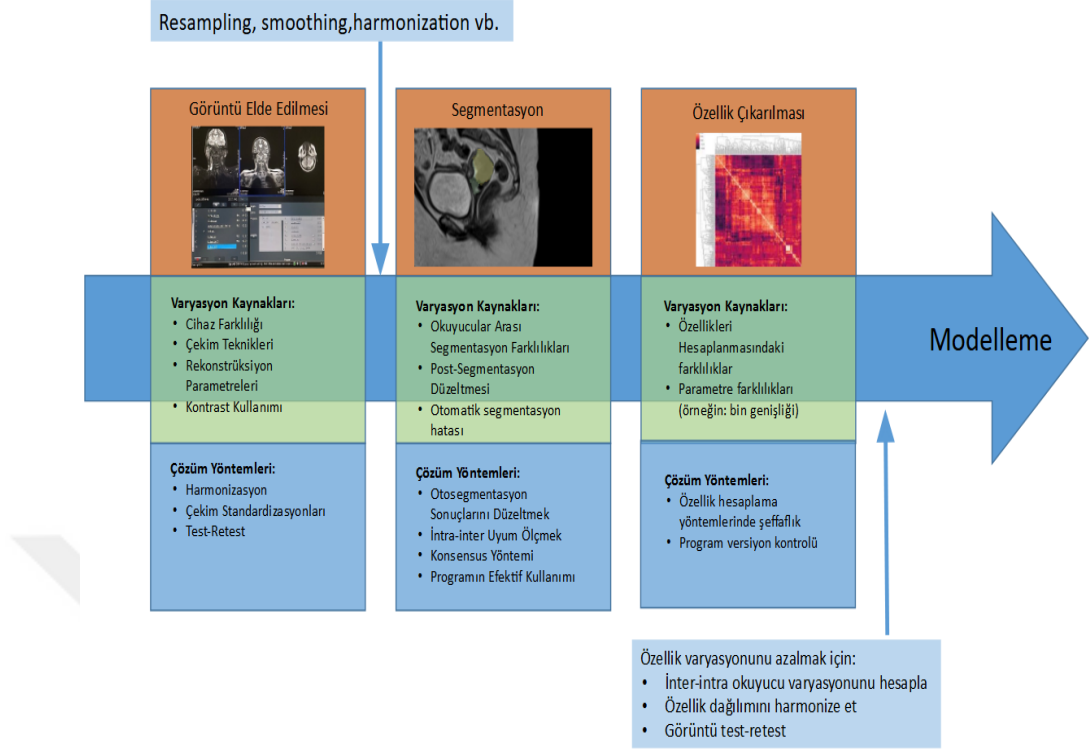 Resampling, smoothing,harmonization vb.
Görüntü Elde Edilmesi
Varyasyon Kaynakları:
• Cihaz Farklılığı
• Çekim Teknikleri
• Rekonstrüksiyon
Parametreleri
• Kontrast Kullanımı
Çözüm Yöntemleri:
• Harmonizasyon
• Çekim Standardizasyonları
• Test-Retest
Segmentasyon
Varyasyon Kaynakları:
• Okuyucular Arası
Segmentasyon Farklılıkları
• Post-Segmentasyon
Düzeltmesi
• Otomatik segmentasyon
hatası
Çözüm Yöntemleri:
• Otosegmentasyon
Sonuçlarını Düzeltmek
• İntra-inter Uyum Ölçmek
• Konsensus Yöntemi
• Programın Efektif Kullanımı
Özellik Çıkarılması
Varyasyon Kaynakları:
• Özellikleri
Hesaplanmasındaki
farklılıklar
• Parametre farklılıkları
(örneğin: bin genişliği)
Çözüm Yöntemleri:
• Özellik hesaplama
yöntemlerinde şeffaflık
• Program versiyon kontrolü
Modelleme
Özellik varyasyonunu azalmak için:
• İnter-intra okuyucu varyasyonunu hesapla
• Özellik dağılımını harmonize et
• Görüntü test-retest